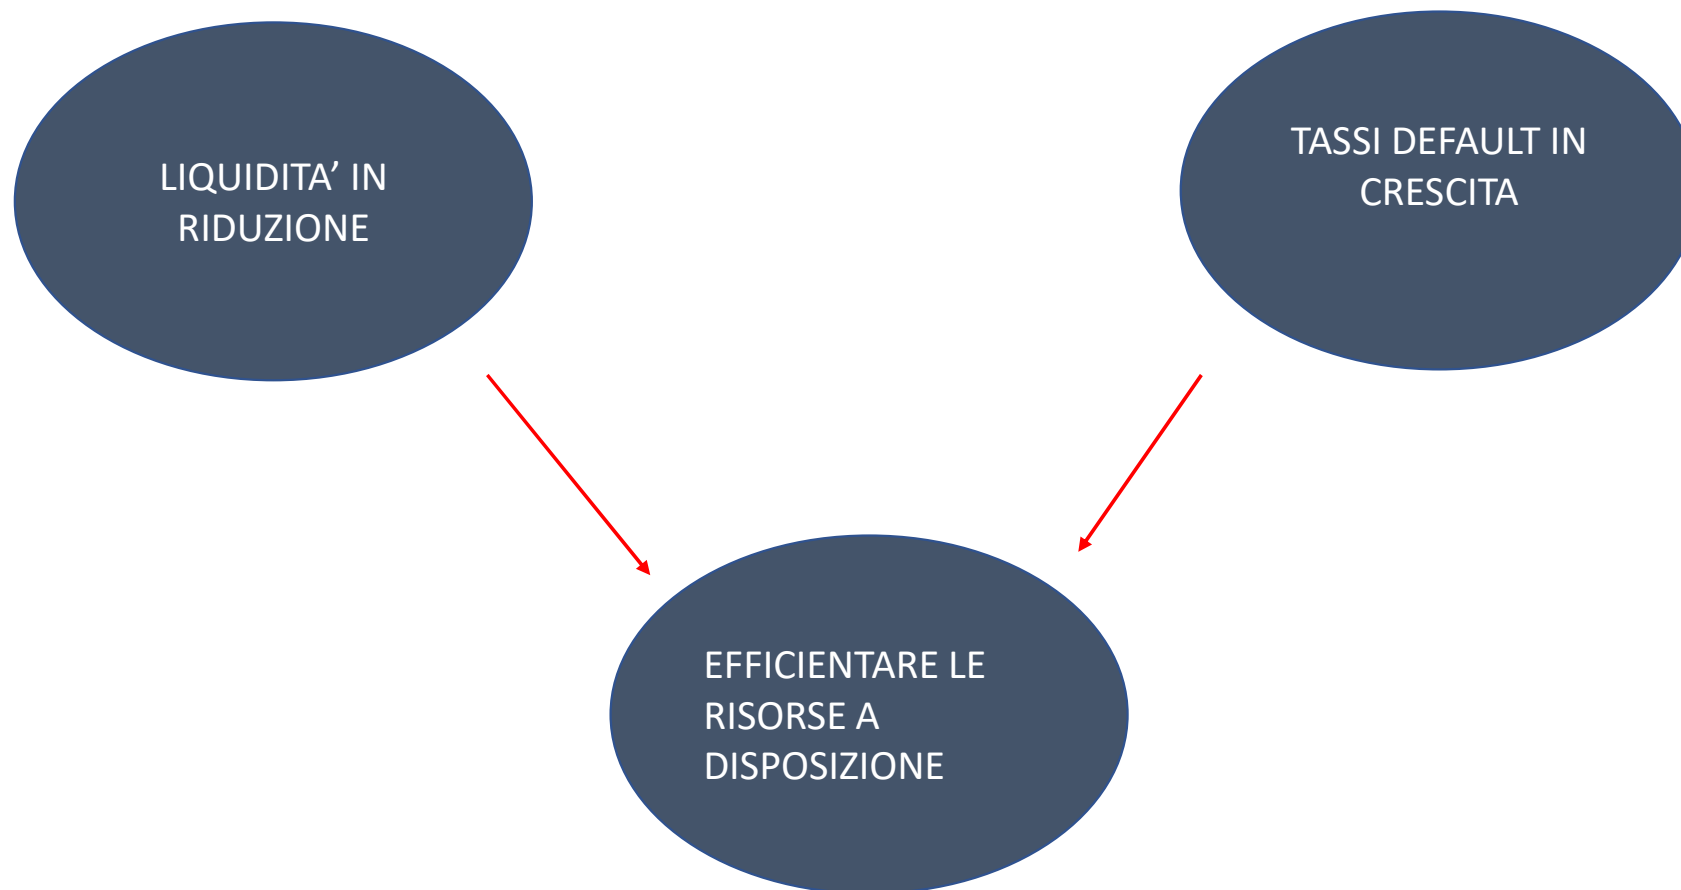 LIQUIDITA’ IN
RIDUZIONE
TASSI DEFAULT IN
CRESCITA
EFFICIENTARE LE
RISORSE A
DISPOSIZIONE